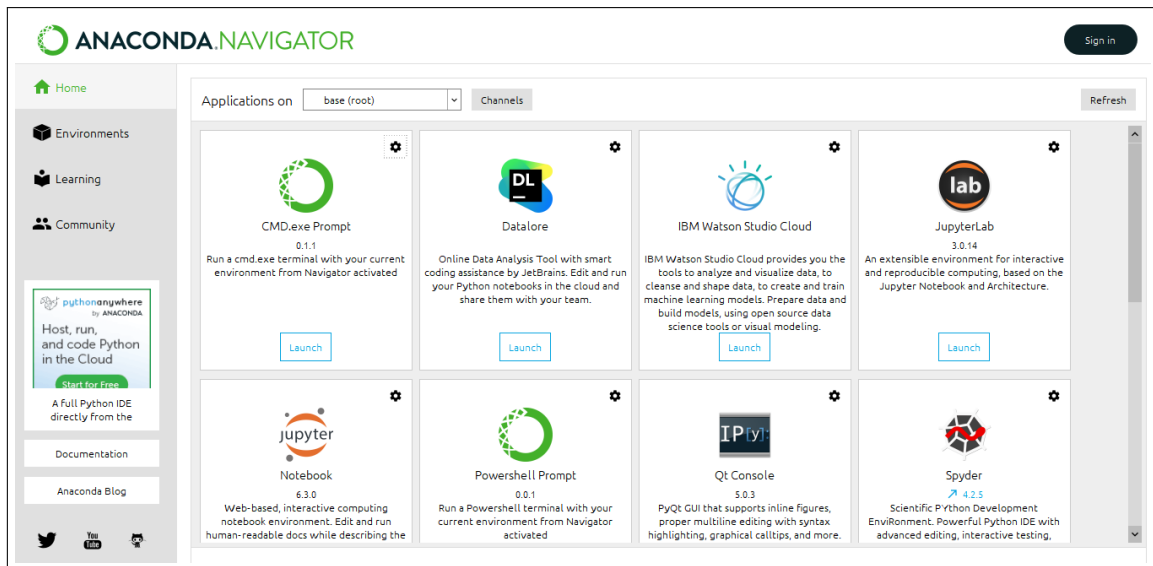 ANACONDA.NAVIGATOR
Sign in
Home
Environments
Learning
Community
pythonanywhere
by ANACONDA
Host, run,
and code Python
in the Cloud
Start for Free
A full Python IDE
directly from the
Documentation
Anaconda Blog
You
Tube
Applications on base (root) Channels Refresh
CMD.exe Prompt
0.1.1
Run a cmd.exe terminal with your current
environment from Navigator activated
Launch
DL
Datalore
Online Data Analysis Tool with smart
coding assistance by JetBrains. Edit and run
your Python notebooks in the cloud and
share them with your team.
Launch
IBM Watson Studio Cloud
IBM Watson Studio Cloud provides you the
tools to analyze and visualize data, to
cleanse and shape data, to create and train
machine learning models. Prepare data and
build models, using open source data
science tools or visual modeling.
Launch
lab
JupyterLab
3.0.14
An extensible environment for interactive
and reproducible computing, based on the
Jupyter Notebook and Architecture.
Launch
jupyter
Notebook
6.3.0
Web-based, interactive computing
notebook environment. Edit and run
human-readable docs while describing the
Powershell Prompt
0.0.1
Run a Powershell terminal with your
current environment from Navigator
activated
IP[y]:
Qt Console
5.0.3
PyQt GUI that supports inline figures,
proper multiline editing with syntax
highlighting, graphical calltips, and more.
Spyder
4.2.5
Scientific PYthon Development
EnviRonment. Powerful Python IDE with
advanced editing, interactive testing,